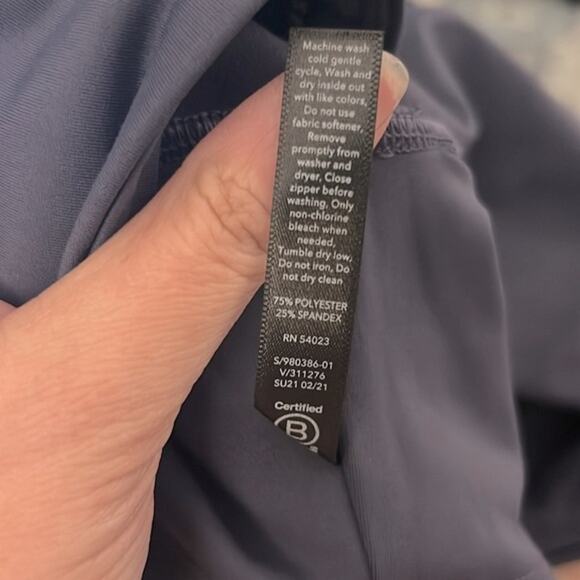 Machine wash
cold gentle
cycle, Wash and
dry inside out
with like colors,
Do not use
fabric softener,
Remove
promptly from
washer and
dryer, Close
zipper before
washing, Only
non-chlorine
bleach when
needed,
Tumble dry low,
Do not iron, Do
not dry clean
75% POLYESTER
25% SPANDEX
RN 54023
S/980386-01
V/311276
SU21 02/21
Certified
B